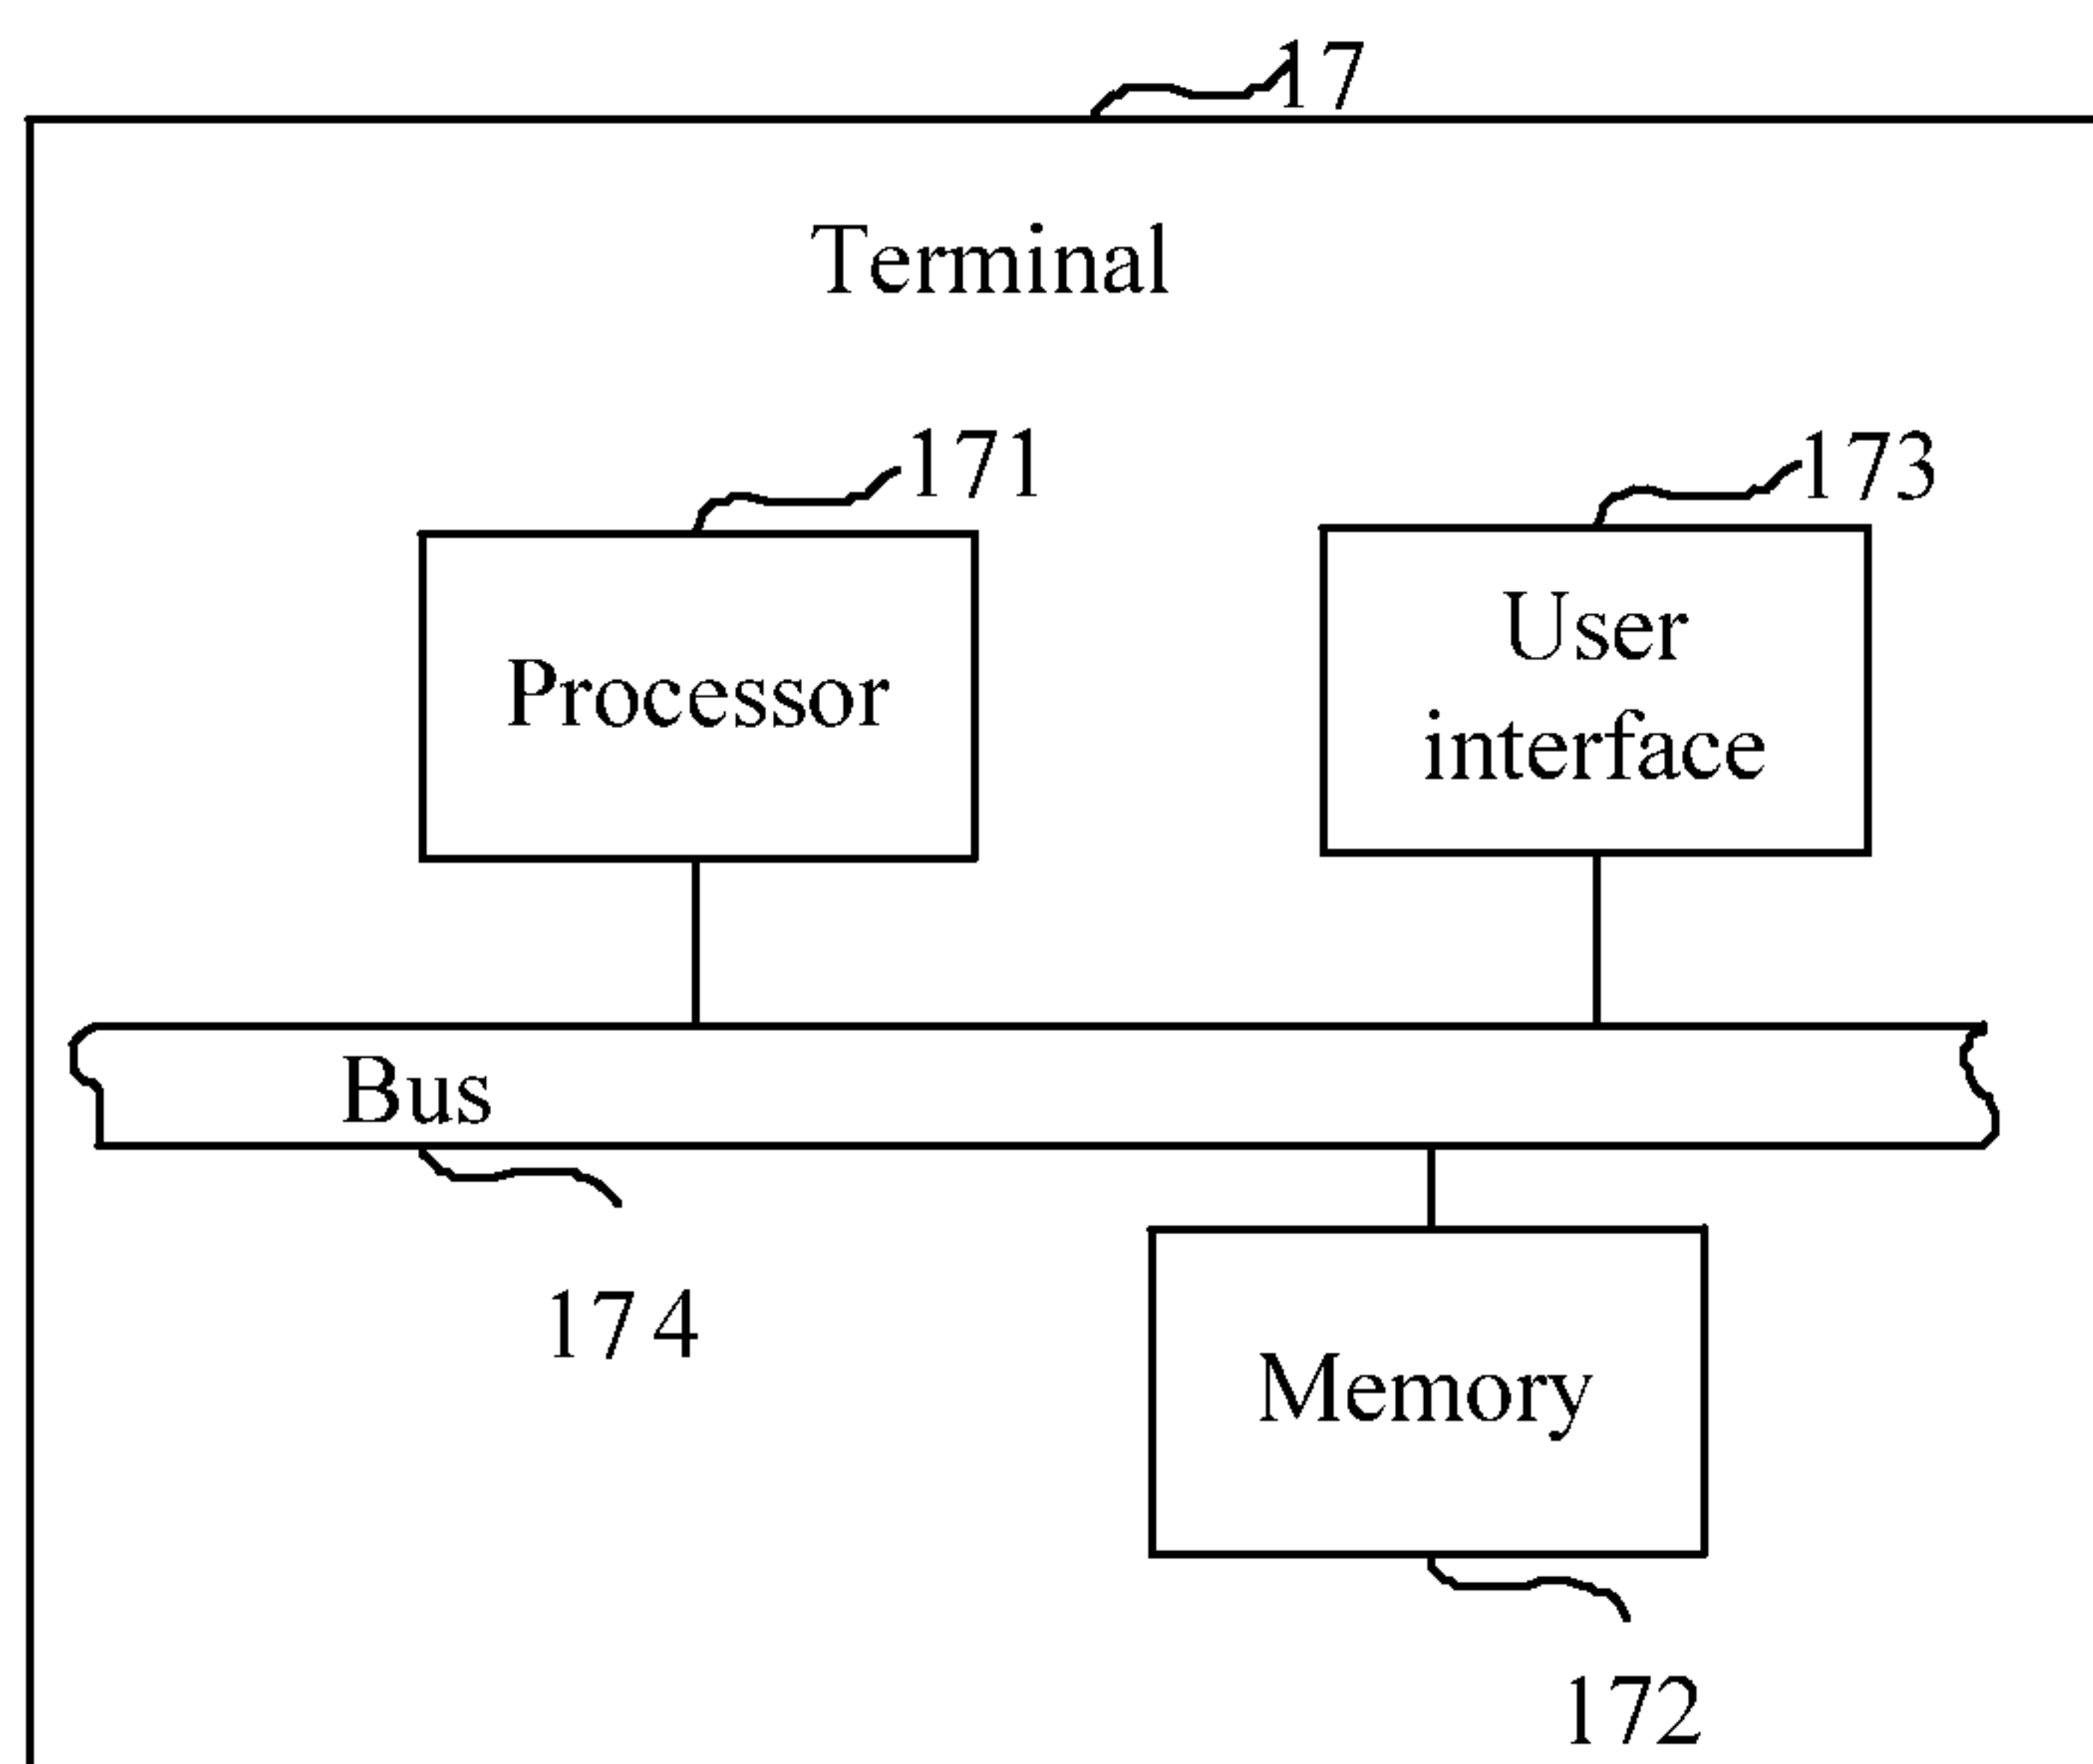 17
Terminal
171
173
Processor
User
interface
Bus
174
Memory
172